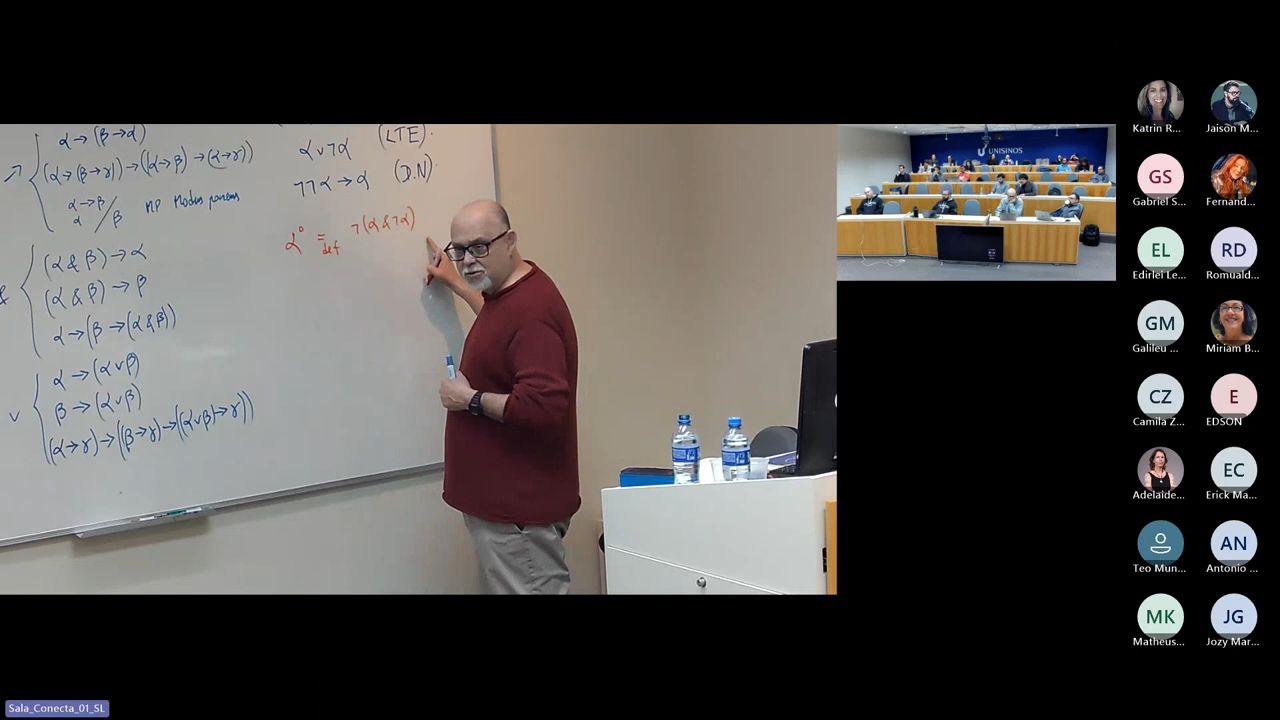 α→(β→α)
(α→(β→γ))→((α→β)→(α→γ))
α→β
α / β MP Modus ponens
& (α & β)→α
(α & β)→β
α→(β→(α&β))
∨ α→(α∨β)
β→(α∨β)
(α→γ)→((β→γ)→((α∨β)→γ))
α∨¬α (LTE).
¬¬α→α (D.N).
α° =def ¬(α&¬α)
UNISINOS
Katrin R...
Jaison M...
GS
Gabriel S...
Fernand...
EL
Edirlei Le...
RD
Romuald...
GM
Galileu ...
Miriam B...
CZ
Camila Z...
E
EDSON
Adelaide...
EC
Erick Ma...
Teo Mun...
AN
Antonio ...
MK
Matheus...
JG
Jozy Mar...
Sala_Conecta_01_SL